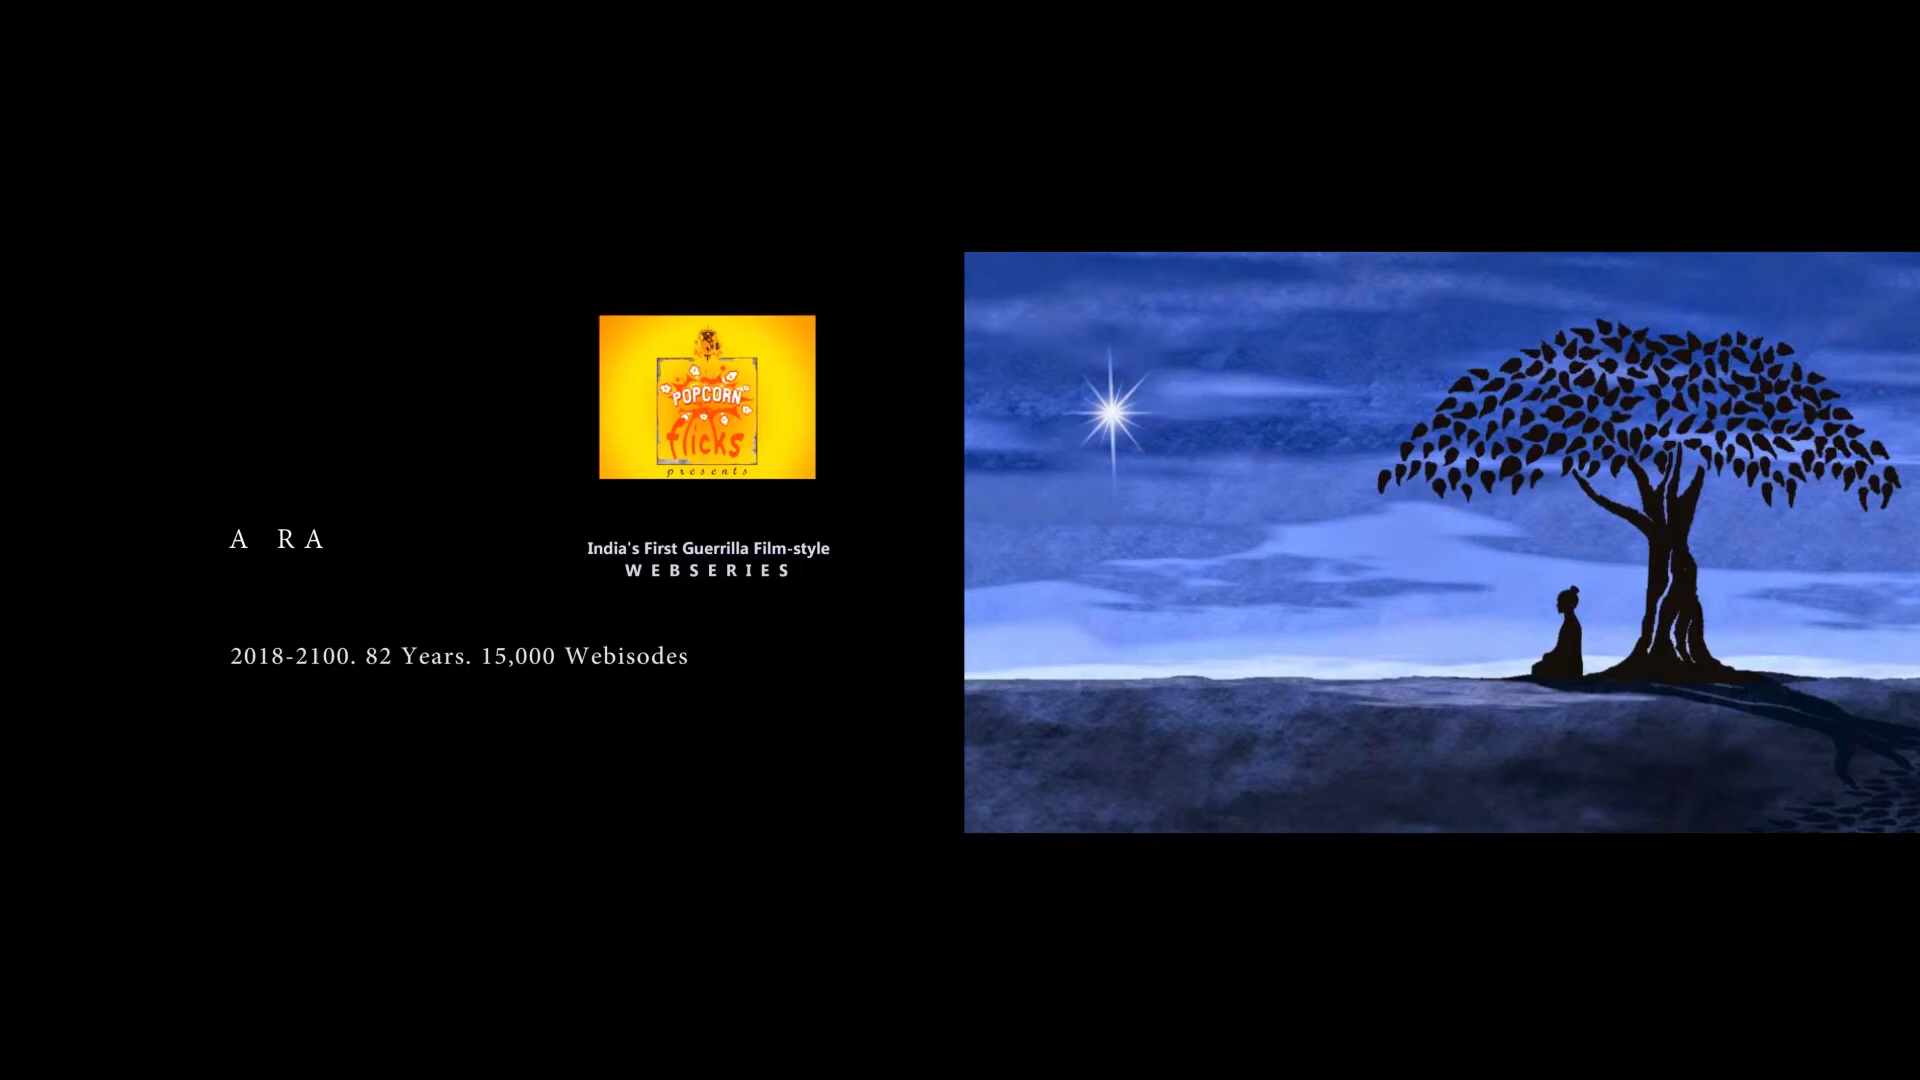 POPCORN
flicks
presents
A RA
India's First Guerrilla Film-style
WEBSERIES
2018-2100. 82 Years. 15,000 Webisodes